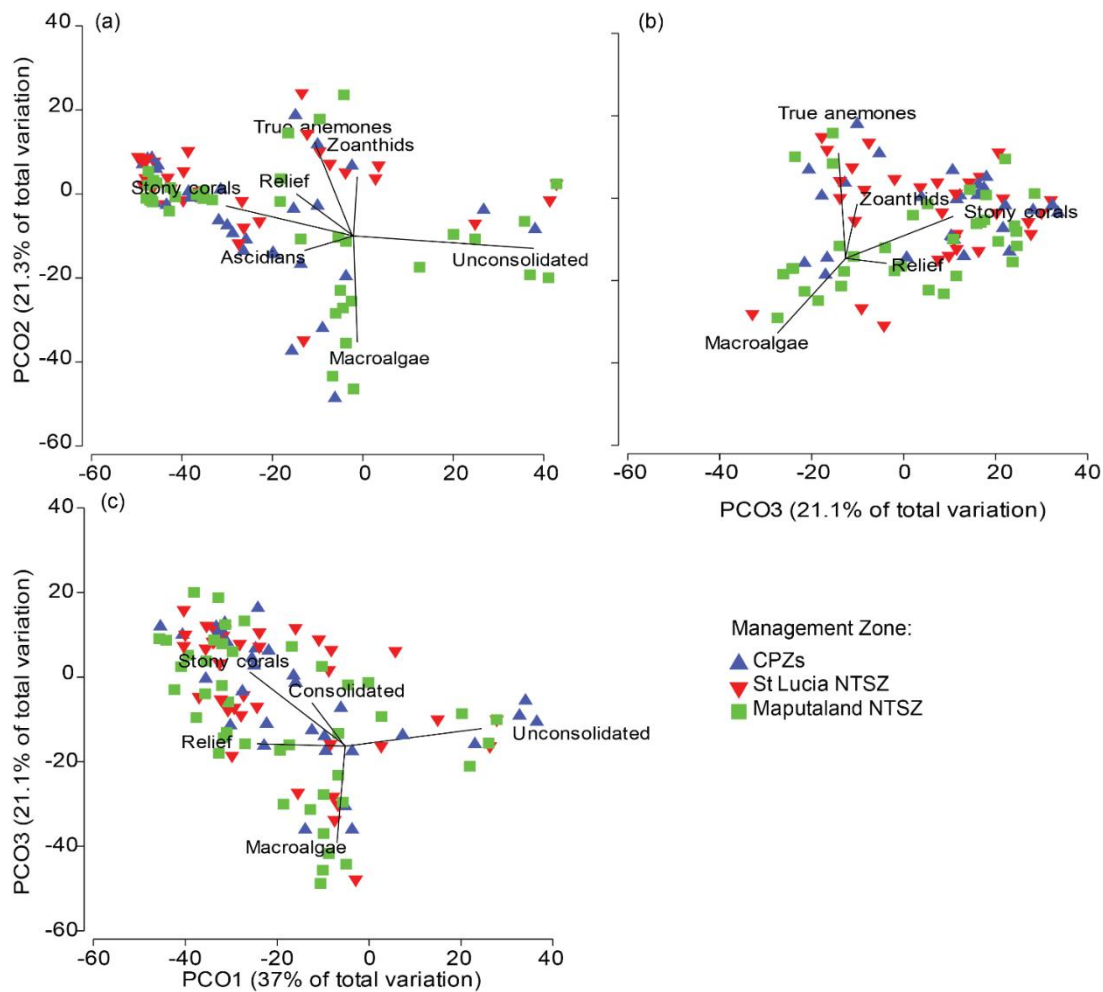 (a)
40
20
0
-20
-40
-60
PCO2 (21.3% of total variation)
True anemones
Zoanthids
Stony corals
Relief
Ascidians
Unconsolidated
Macroalgae
-60 -40 -20 0 20 40
(b)
True anemones
Zoanthids
Stony corals
Relief
Macroalgae
-60 -40 -20 0 20 40
PCO3 (21.1% of total variation)
(c)
40
20
0
-20
-40
-60
PCO3 (21.1% of total variation)
Stony corals
Consolidated
Relief
Unconsolidated
Macroalgae
-60 -40 -20 0 20 40
PCO1 (37% of total variation)
Management Zone:
CPZs
St Lucia NTSZ
Maputaland NTSZ